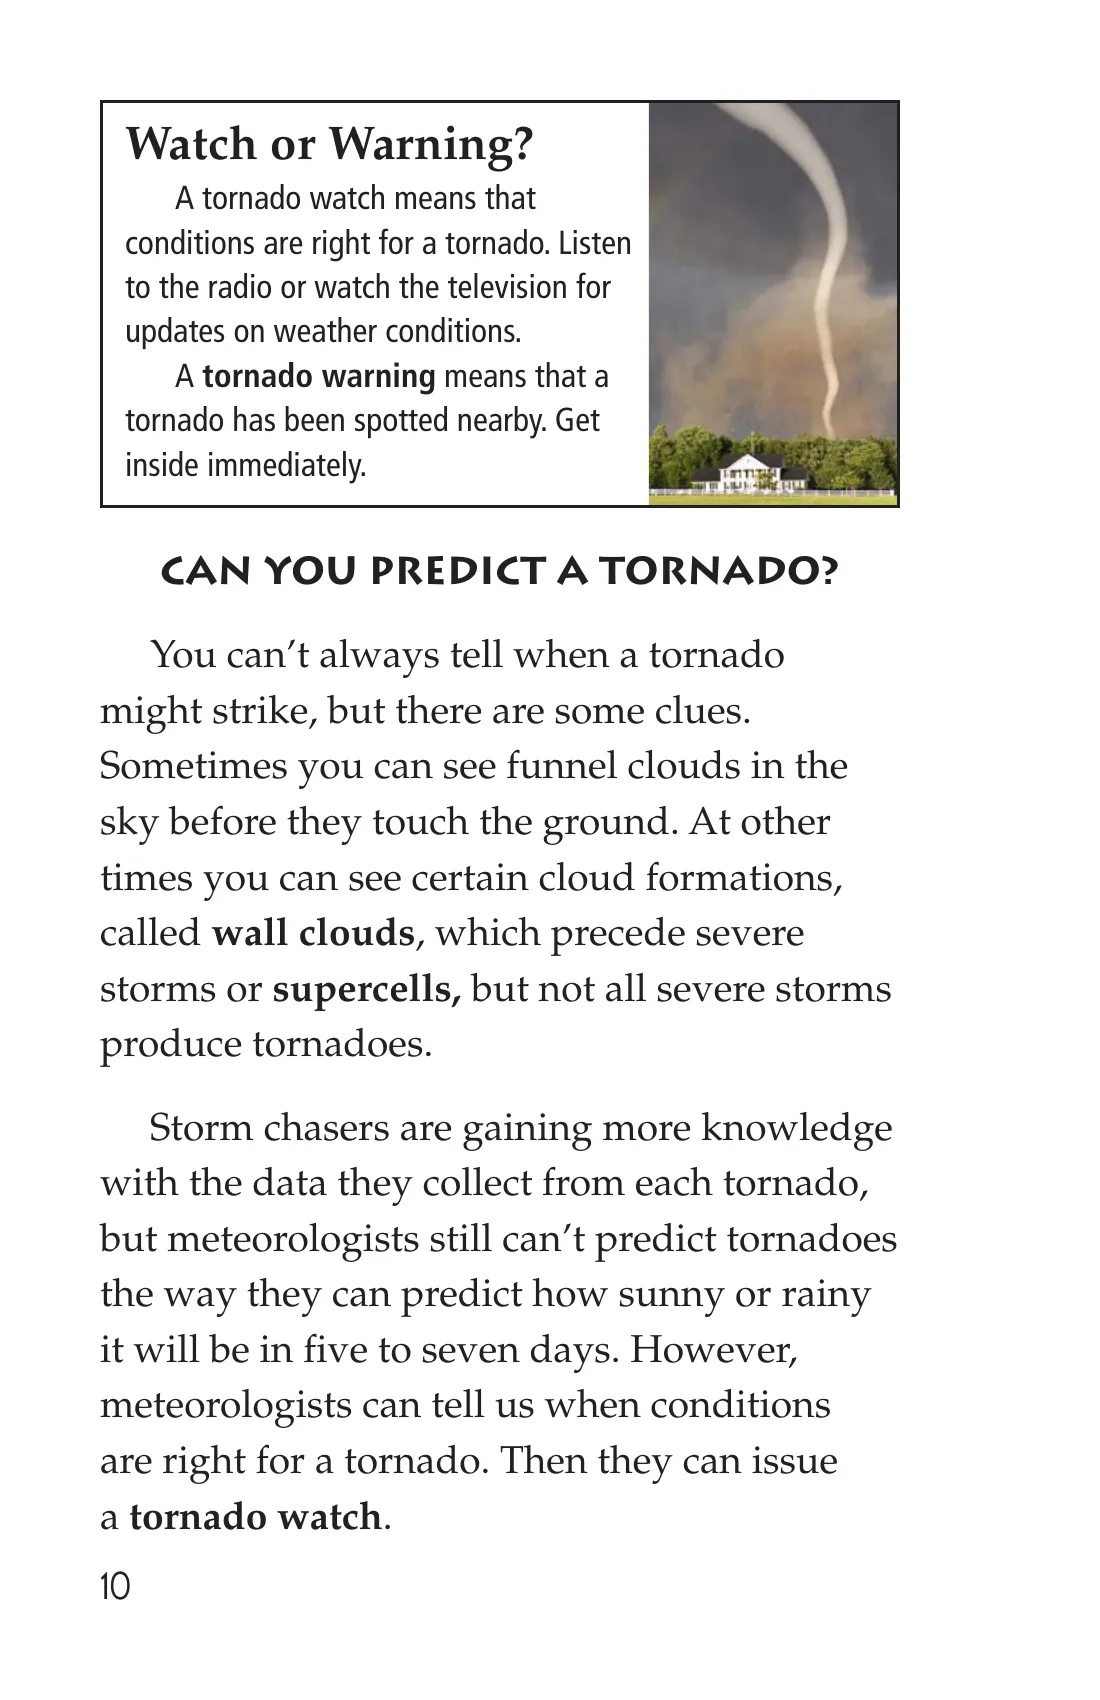 Watch or Warning?
A tornado watch means that
conditions are right for a tornado. Listen
to the radio or watch the television for
updates on weather conditions.
A tornado warning means that a
tornado has been spotted nearby. Get
inside immediately.
CAN YOU PREDICT A TORNADO?
You can’t always tell when a tornado
might strike, but there are some clues.
Sometimes you can see funnel clouds in the
sky before they touch the ground. At other
times you can see certain cloud formations,
called wall clouds, which precede severe
storms or supercells, but not all severe storms
produce tornadoes.
Storm chasers are gaining more knowledge
with the data they collect from each tornado,
but meteorologists still can’t predict tornadoes
the way they can predict how sunny or rainy
it will be in five to seven days. However,
meteorologists can tell us when conditions
are right for a tornado. Then they can issue
a tornado watch.
10